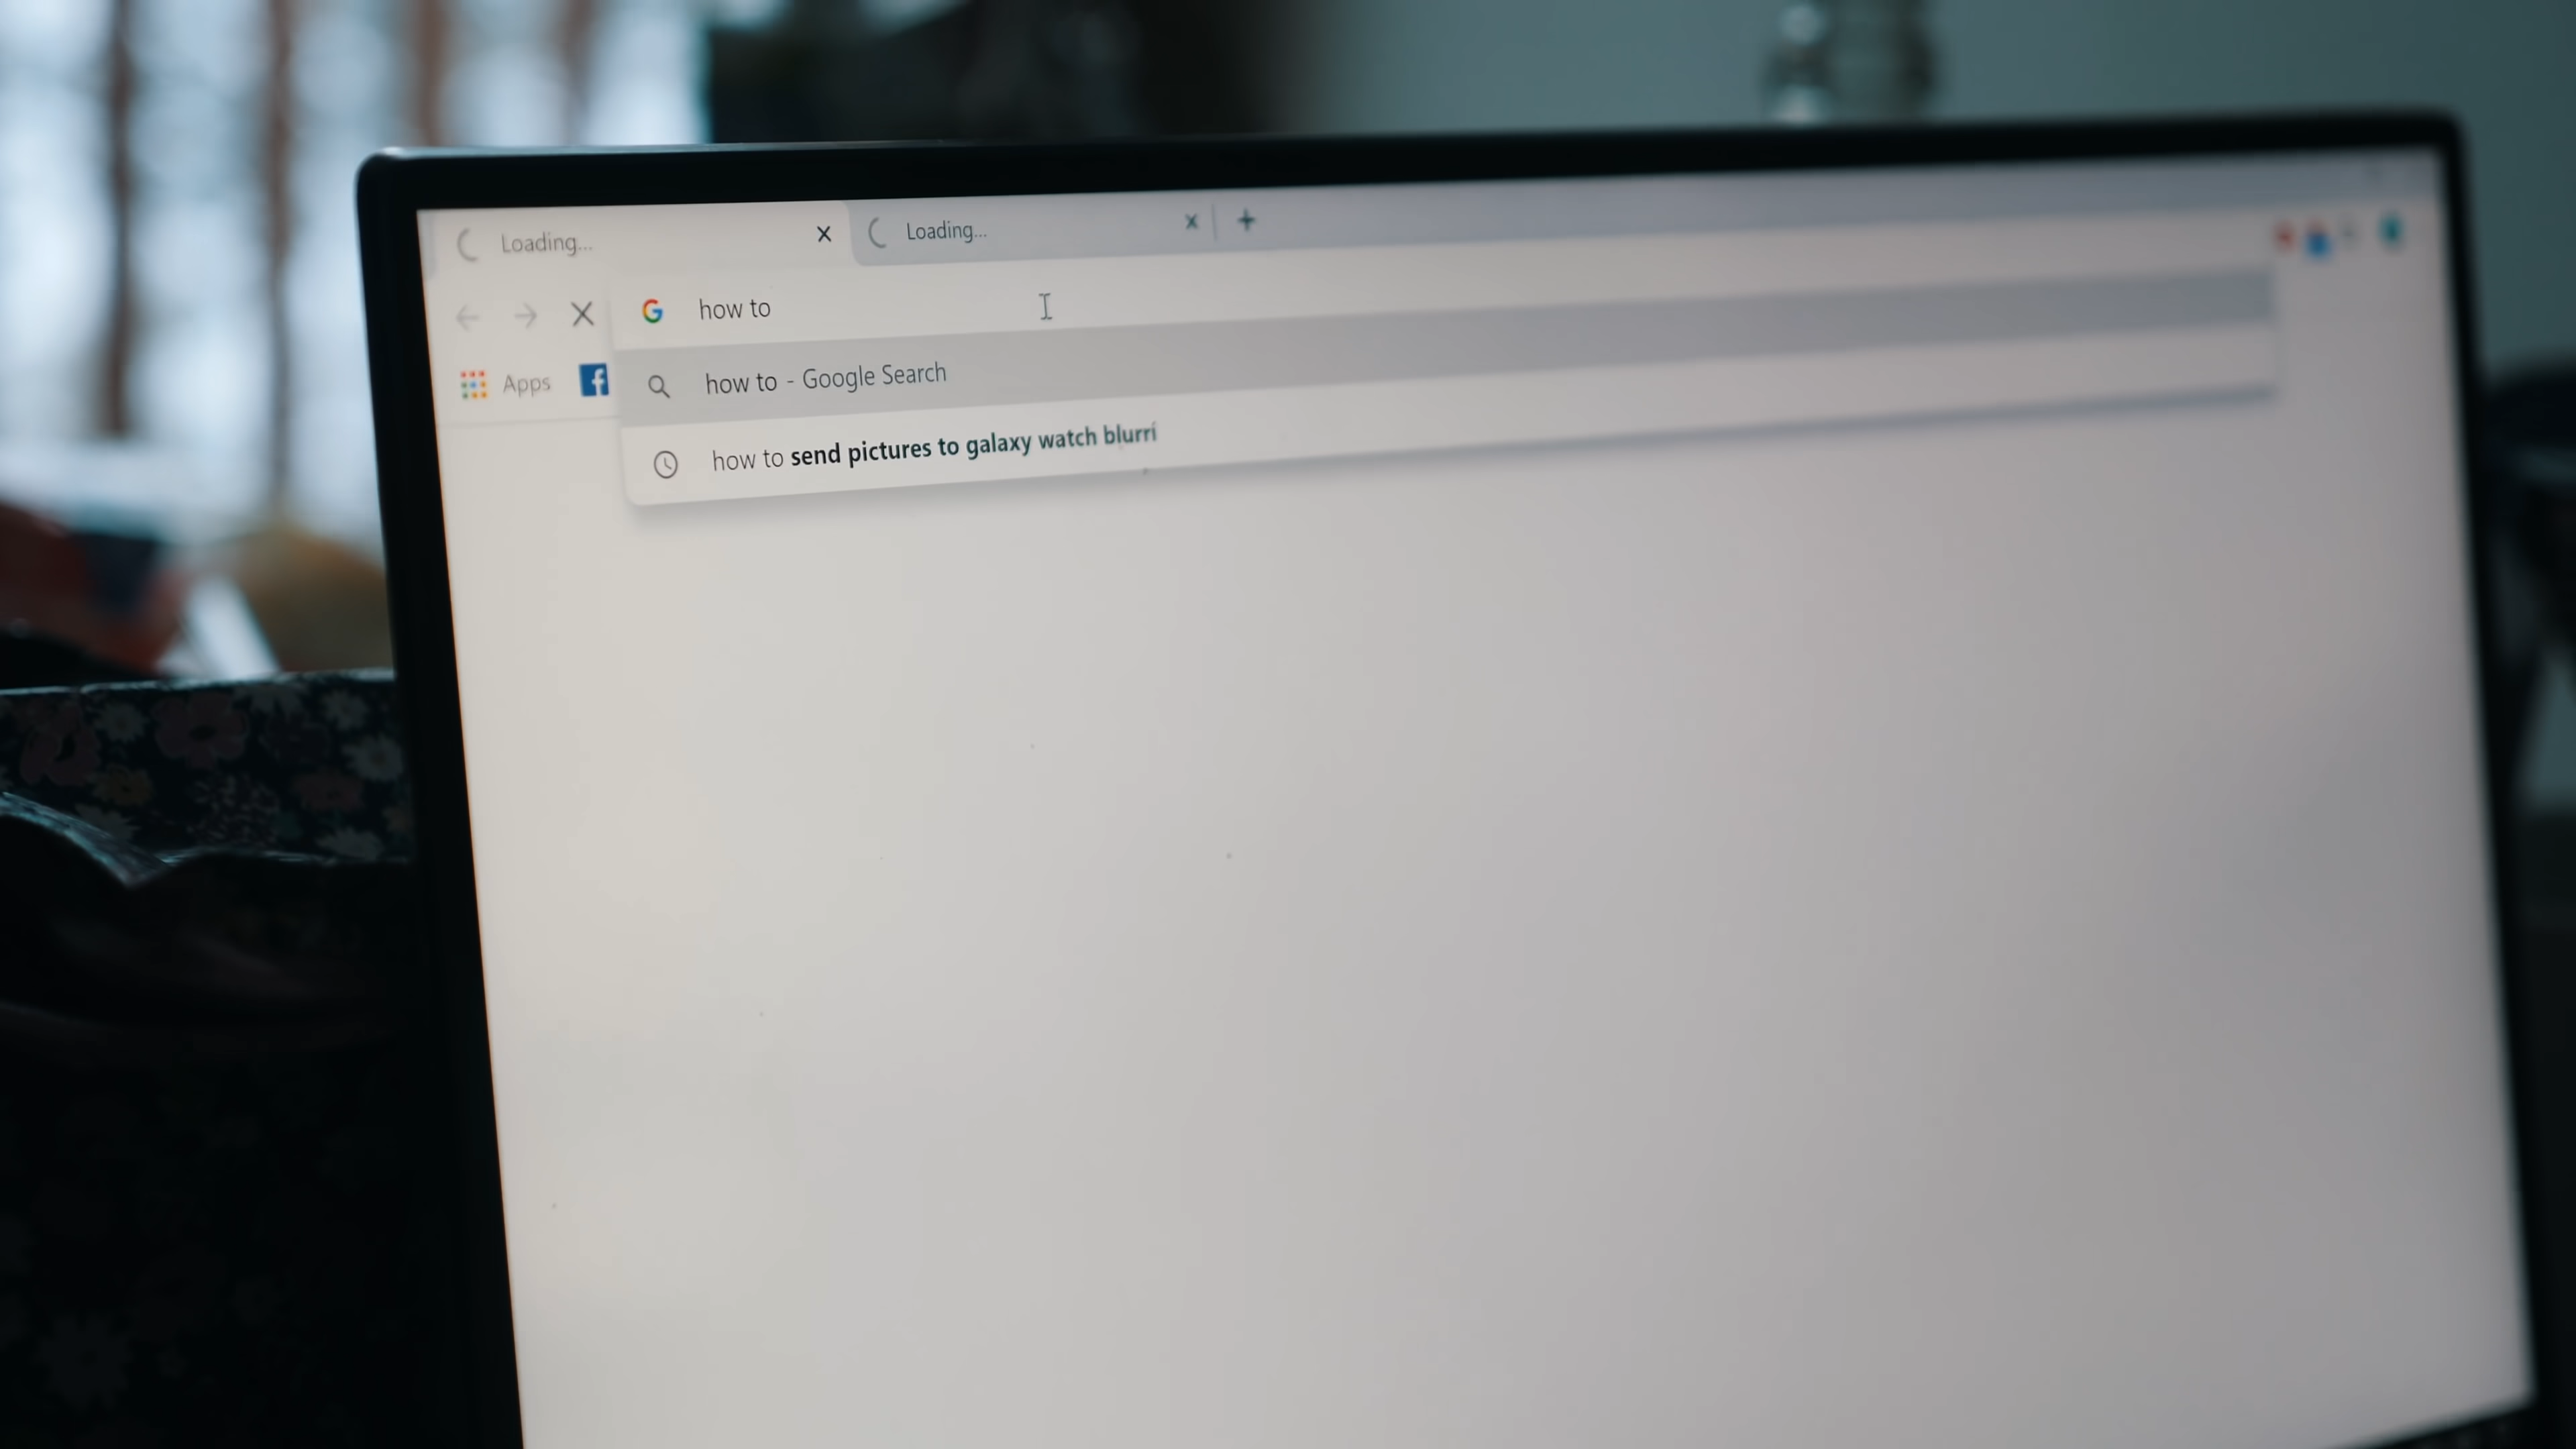 Loading...
Loading...
how to
Apps
how to - Google Search
how to send pictures to galaxy watch blurri